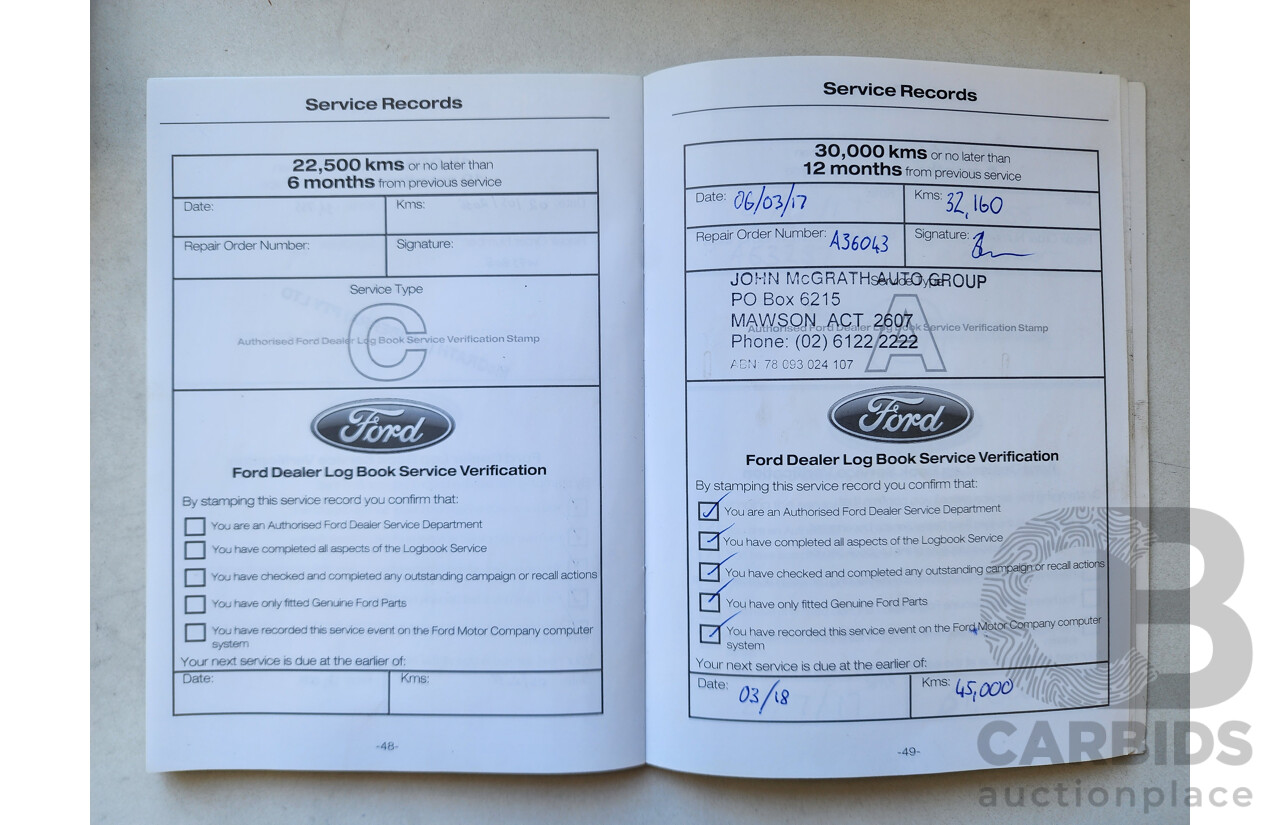 Service Records
22,500 kms or no later than
6 months from previous service
Date:
Kms:
Repair Order Number:
Signature:
Service Type
C
Authorised Ford Dealer Log Book Service Verification Stamp
Ford
Ford Dealer Log Book Service Verification
By stamping this service record you confirm that:
You are an Authorised Ford Dealer Service Department
You have completed all aspects of the Logbook Service
You have checked and completed any outstanding campaign or recall actions
You have only fitted Genuine Ford Parts
You have recorded this service event on the Ford Motor Company computer
system
Your next service is due at the earlier of:
Date:
Kms:
-48-
Service Records
30,000 kms or no later than
12 months from previous service
Date: 06/03/17
Kms: 32,160
Repair Order Number: A36043
Signature:
Service Type
JOHN McGRATH AUTO GROUP
PO Box 6215
MAWSON ACT 2607
A
Authorised Ford Dealer Log Book Service Verification Stamp
Phone: (02) 6122 2222
ABN: 78 093 024 107
Ford
Ford Dealer Log Book Service Verification
By stamping this service record you confirm that:
You are an Authorised Ford Dealer Service Department
You have completed all aspects of the Logbook Service
You have checked and completed any outstanding campaign or recall actions
You have only fitted Genuine Ford Parts
You have recorded this service event on the Ford Motor Company computer
system
Your next service is due at the earlier of:
Date: 03/18
Kms: 45,000
-49-
CB
CARBIDS
auctionplace